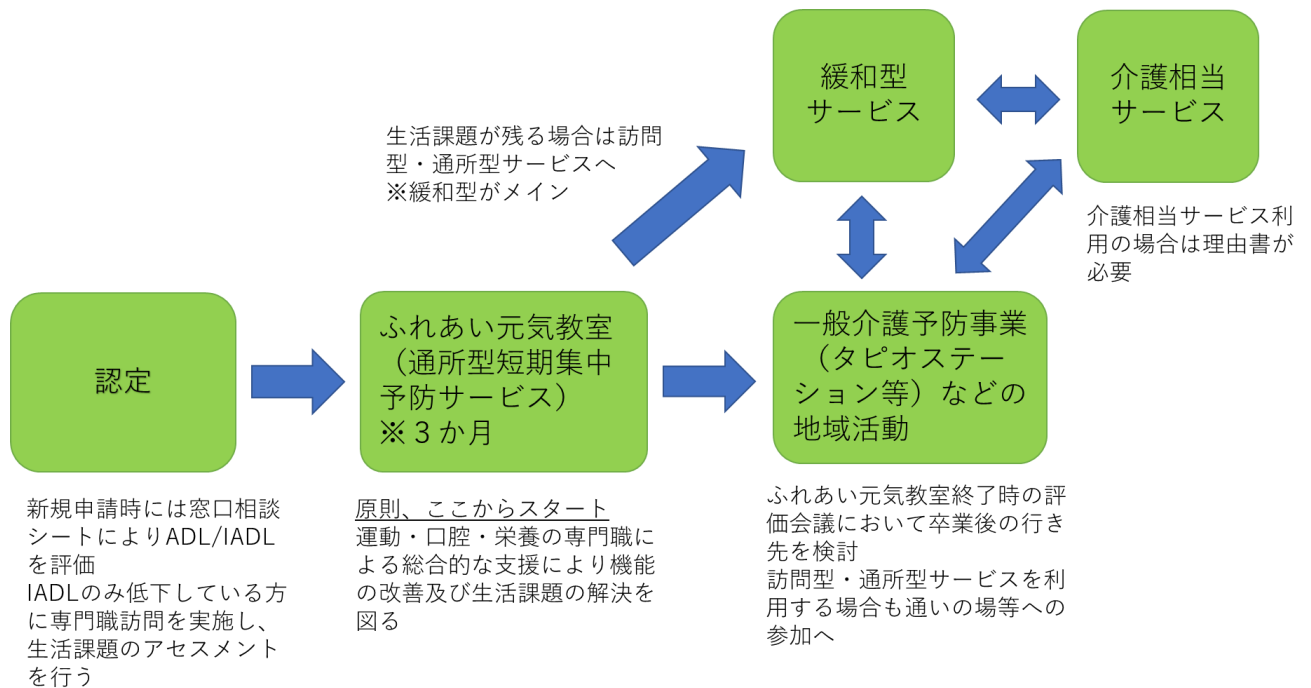 緩和型
サービス
介護相当
サービス
生活課題が残る場合は訪問
型・通所型サービスへ
※緩和型がメイン
介護相当サービス利
用の場合は理由書が
必要
認定
ふれあい元気教室
（通所型短期集中
予防サービス）
※３か月
一般介護予防事業
（タピオステー
ション等）などの
地域活動
新規申請時には窓口相談
シートによりADL/IADL
を評価
IADLのみ低下している方
に専門職訪問を実施し、
生活課題のアセスメント
を行う
原則、ここからスタート
運動・口腔・栄養の専門職に
よる総合的な支援により機能
の改善及び生活課題の解決を
図る
ふれあい元気教室終了時の評
価会議において卒業後の行き
先を検討
訪問型・通所型サービスを利
用する場合も通いの場等への
参加へ